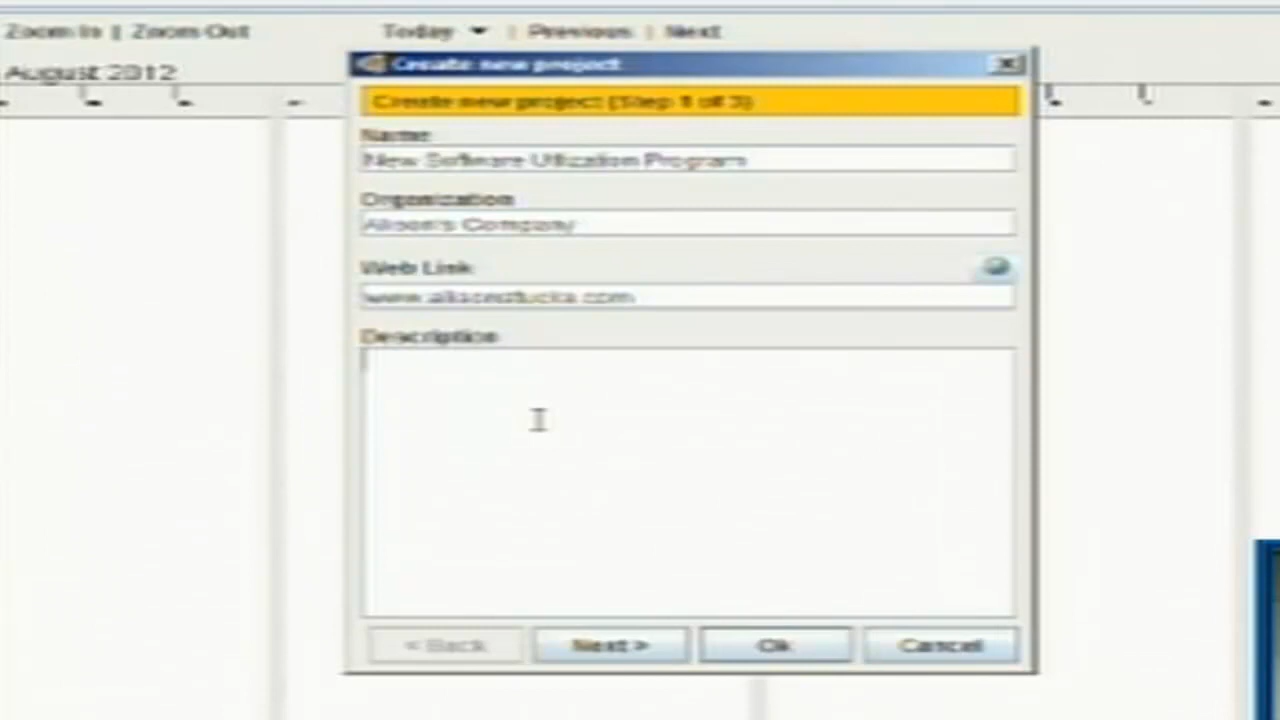 Zoom In | Zoom Out
Today | Previous | Next
August 2012
Create new project
Create new project (Step 1 of 3)
Name
New Software Utilization Program
Organization
Alison's Company
Web Link
Description
< Back Next > Ok Cancel